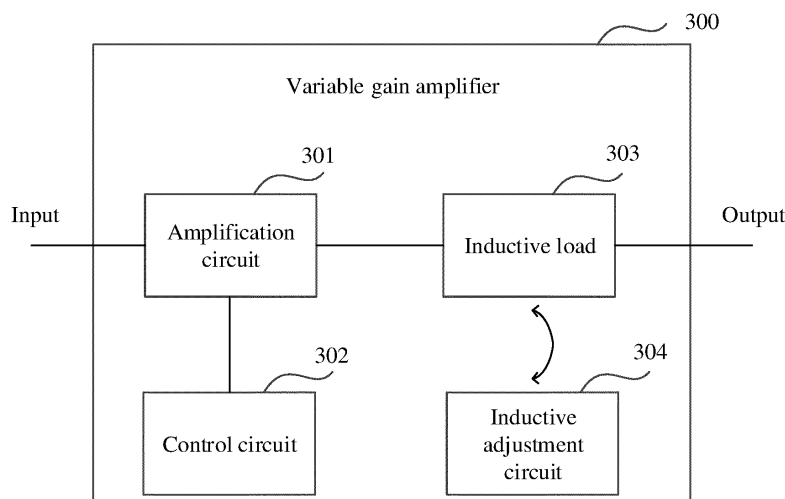 300
Variable gain amplifier
301
303
Input
Output
Amplification
circuit
Inductive load
302
304
Control circuit
Inductive
adjustment
circuit